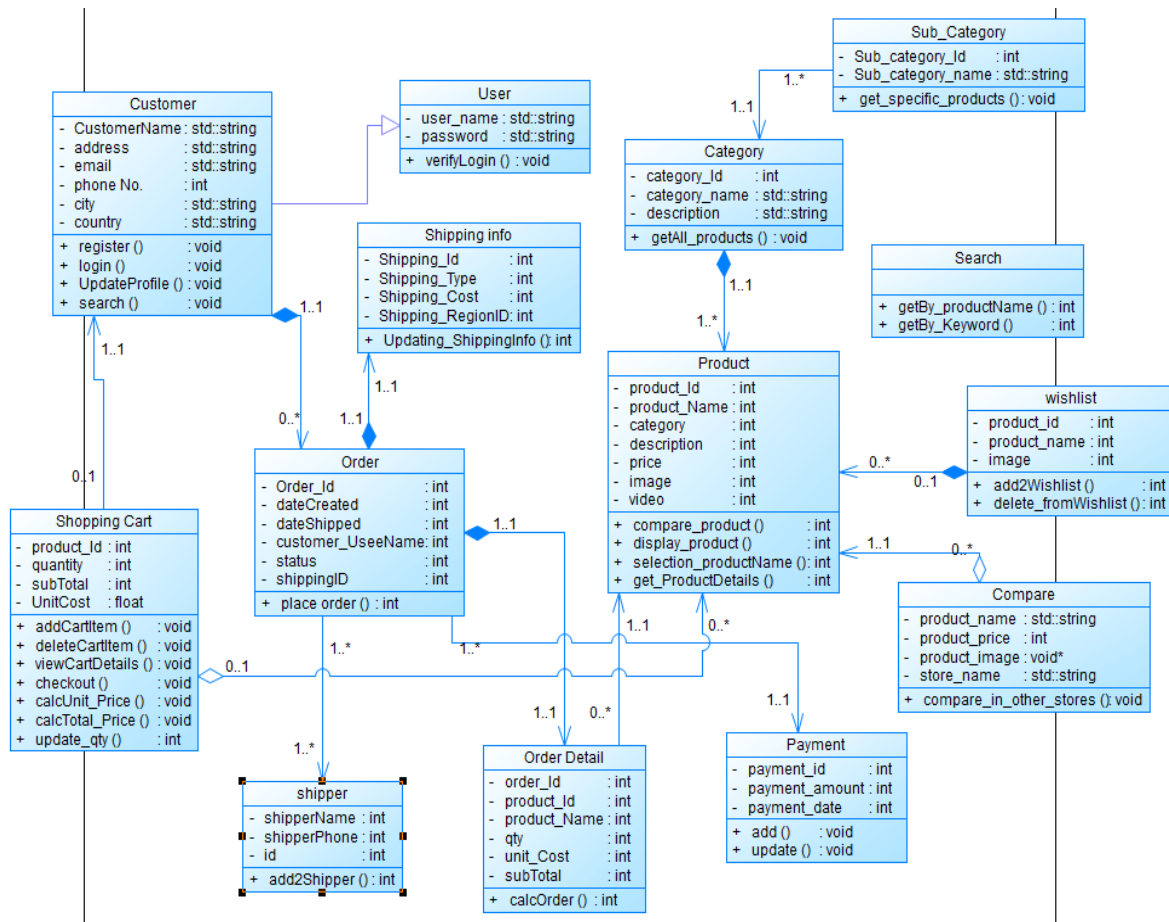 Sub_Category
- Sub_category_Id : int
- Sub_category_name : std::string
+ get_specific_products () : void
Customer
- CustomerName : std::string
- address : std::string
- email : std::string
- phone No. : int
- city : std::string
- country : std::string
+ register () : void
+ login () : void
+ UpdateProfile () : void
+ search () : void
User
- user_name : std::string
- password : std::string
+ verifyLogin () : void
1..*
1..1
Category
- category_Id : int
- category_name : std::string
- description : std::string
+ getAll_products () : void
Shipping info
- Shipping_Id : int
- Shipping_Type : int
- Shipping_Cost : int
- Shipping_RegionID : int
+ Updating_ShippingInfo () : int
Search
+ getBy_productName () : int
+ getBy_Keyword () : int
1..1
1..1
1..1
1..*
Product
- product_Id : int
- product_Name : int
- category : int
- description : int
- price : int
- image : int
- video : int
+ compare_product () : int
+ display_product () : int
+ selection_productName () : int
+ get_ProductDetails () : int
wishlist
- product_id : int
- product_name : int
- image : int
+ add2Wishlist () : int
+ delete_fromWishlist () : int
1..1
0..*
1..1
0..*
0..1
Order
- Order_Id : int
- dateCreated : int
- dateShipped : int
- customer_UseeName : int
- status : int
- shippingID : int
+ place order () : int
0..1
Shopping Cart
- product_Id : int
- quantity : int
- subTotal : int
- UnitCost : float
+ addCartItem () : void
+ deleteCartItem () : void
+ viewCartDetails () : void
+ checkout () : void
+ calcUnit_Price () : void
+ calcTotal_Price () : void
+ update_qty () : int
1..1
1..1
0..*
Compare
- product_name : std::string
- product_price : int
- product_image : void*
- store_name : std::string
+ compare_in_other_stores () : void
1..1
0..*
1..*
1..*
0..1
1..1
0..*
1..1
1..*
shipper
- shipperName : int
- shipperPhone : int
- id : int
+ add2Shipper () : int
Order Detail
- order_Id : int
- product_Id : int
- product_Name : int
- qty : int
- unit_Cost : int
- subTotal : int
+ calcOrder () : int
Payment
- payment_id : int
- payment_amount : int
- payment_date : int
+ add () : void
+ update () : void